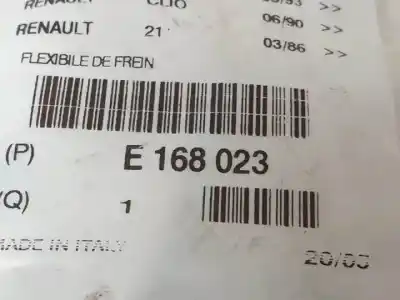 RENAULT CLIO
06/90 >>
RENAULT 21
03/86 >>
FLEXIBILE DE FREIN
(P) E 168 023
(Q) 1
MADE IN ITALY